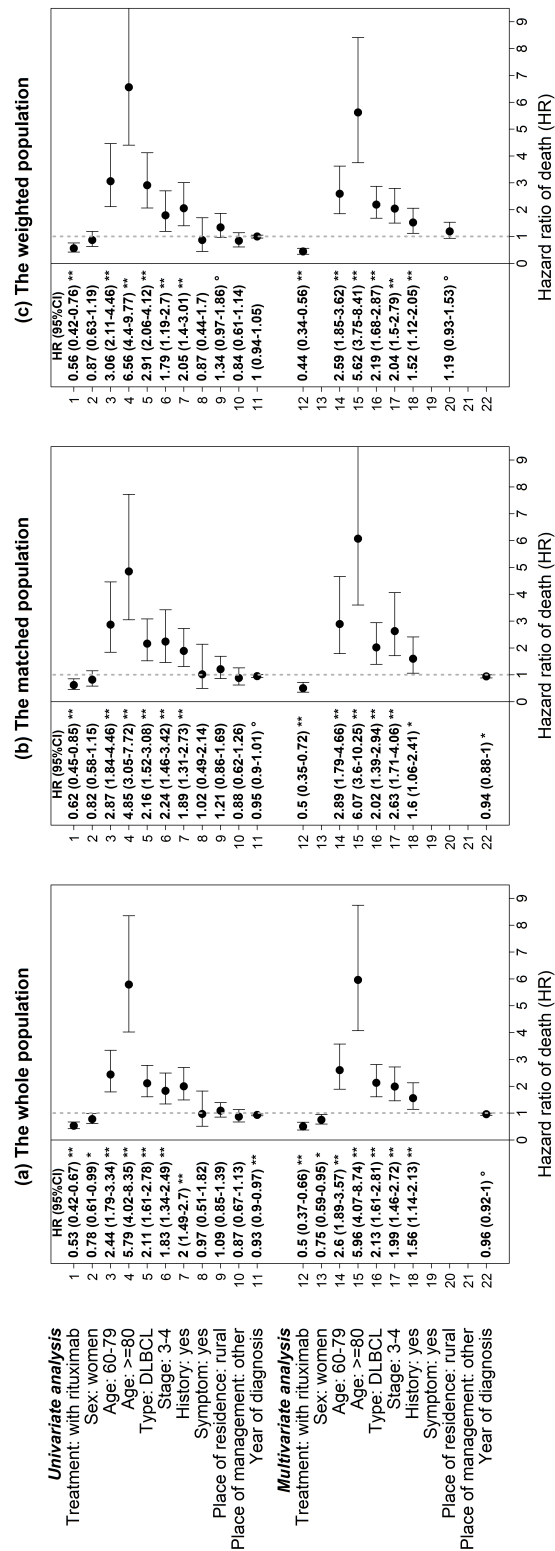 (a) The whole population
(b) The matched population
(c) The weighted population
Univariate analysis
Treatment: with rituximab
Sex: women
Age: 60-79
Age: >=80
Type: DLBCL
Stage: 3-4
History: yes
Symptom: yes
Place of residence: rural
Place of management: other
Year of diagnosis
Multivariate analysis
Treatment: with rituximab
Sex: women
Age: 60-79
Age: >=80
Type: DLBCL
Stage: 3-4
History: yes
Symptom: yes
Place of residence: rural
Place of management: other
Year of diagnosis
HR (95%CI)
1 0.53 (0.42-0.67) **
2 0.78 (0.61-0.99) *
3 2.44 (1.79-3.34) **
4 5.79 (4.02-8.35) **
5 2.11 (1.61-2.78) **
6 1.83 (1.34-2.49) **
7 2 (1.49-2.7) **
8 0.97 (0.51-1.82)
9 1.09 (0.85-1.39)
10 0.87 (0.67-1.13)
11 0.93 (0.9-0.97) **
12 0.5 (0.37-0.66) **
13 0.75 (0.59-0.95) *
14 2.6 (1.89-3.57) **
15 5.96 (4.07-8.74) **
16 2.13 (1.61-2.81) **
17 1.99 (1.46-2.72) **
18 1.56 (1.14-2.13) **
19
20
21
22 0.96 (0.92-1) °
0 1 2 3 4 5 6 7 8 9
Hazard ratio of death (HR)
HR (95%CI)
1 0.62 (0.45-0.85) **
2 0.82 (0.58-1.15)
3 2.87 (1.84-4.46) **
4 4.85 (3.05-7.72) **
5 2.16 (1.52-3.08) **
6 2.24 (1.46-3.42) **
7 1.89 (1.31-2.73) **
8 1.02 (0.49-2.14)
9 1.21 (0.86-1.69)
10 0.88 (0.62-1.26)
11 0.95 (0.9-1.01) °
12 0.5 (0.35-0.72) **
13
14 2.89 (1.79-4.66) **
15 6.07 (3.6-10.25) **
16 2.02 (1.39-2.94) **
17 2.63 (1.71-4.06) **
18 1.6 (1.06-2.41) *
19
20
21
22 0.94 (0.88-1) *
0 1 2 3 4 5 6 7 8 9
Hazard ratio of death (HR)
HR (95%CI)
1 0.56 (0.42-0.76) **
2 0.87 (0.63-1.19)
3 3.06 (2.11-4.46) **
4 6.56 (4.4-9.77) **
5 2.91 (2.06-4.12) **
6 1.79 (1.19-2.7) **
7 2.05 (1.4-3.01) **
8 0.87 (0.44-1.7)
9 1.34 (0.97-1.86) °
10 0.84 (0.61-1.14)
11 1 (0.94-1.05)
12 0.44 (0.34-0.56) **
13
14 2.59 (1.85-3.62) **
15 5.62 (3.75-8.41) **
16 2.19 (1.68-2.87) **
17 2.04 (1.5-2.79) **
18 1.52 (1.12-2.05) **
19
20 1.19 (0.93-1.53) °
21
22
0 1 2 3 4 5 6 7 8 9
Hazard ratio of death (HR)